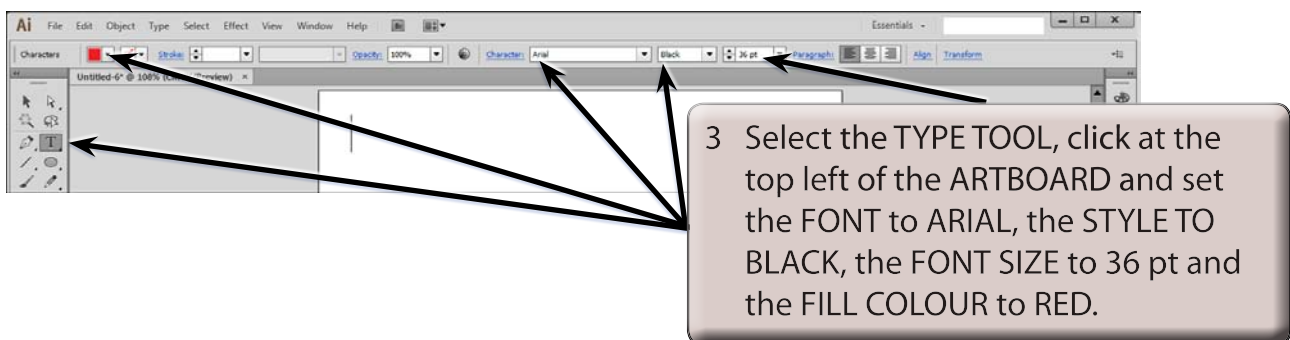 Ai File Edit Object Type Select Effect View Window Help Br Essentials
Characters Stroke: Opacity: 100% Character: Arial Black 36 pt Paragraph: Align Transform
Untitled-6* @ 108% Preview) ×
T
3 Select the TYPE TOOL, click at the
top left of the ARTBOARD and set
the FONT to ARIAL, the STYLE TO
BLACK, the FONT SIZE to 36 pt and
the FILL COLOUR to RED.